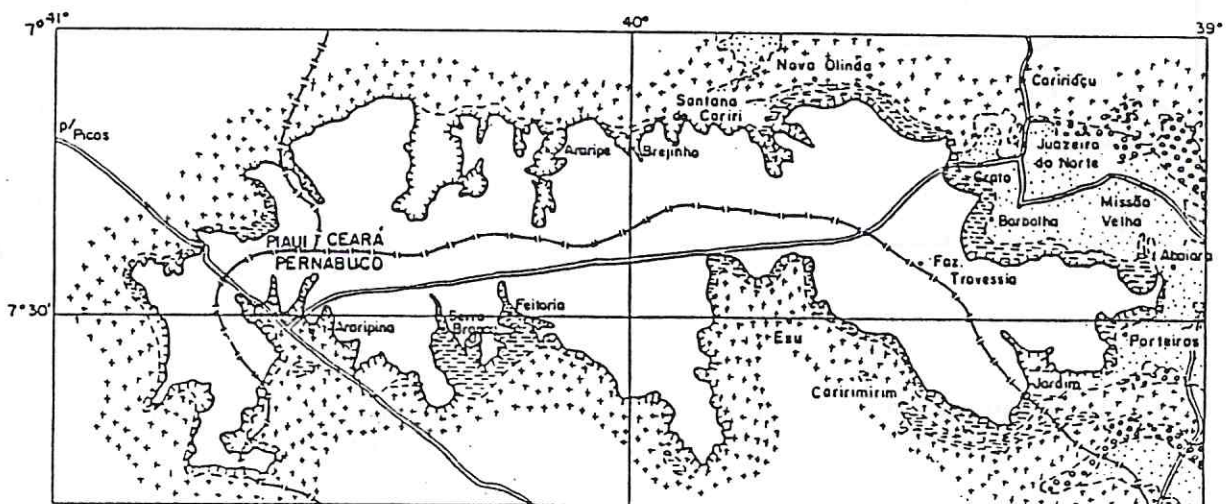 41°
7°
40°
39°
Nova Olinda
Caririaçu
Santana
do Cariri
p/ Picos
Araripe
Brejinho
Juazeiro
do Norte
Crato
Missão
Velha
Barbalha
PIAUI
CEARÁ
PERNABUCO
Abaiara
Faz.
Travessia
7° 30'
Feitoria
Serra
Branca
Araripina
Exu
Porteiros
Jardim
Caririmirim